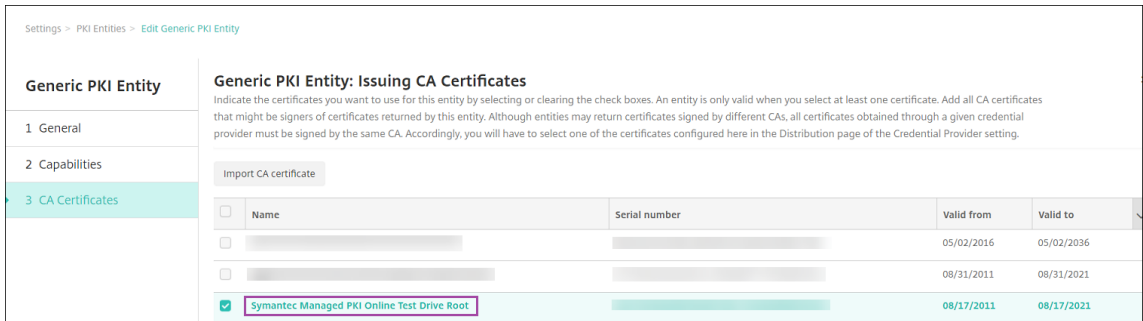 Settings > PKI Entities > Edit Generic PKI Entity
Generic PKI Entity
1 General
2 Capabilities
3 CA Certificates
Generic PKI Entity: Issuing CA Certificates
Indicate the certificates you want to use for this entity by selecting or clearing the check boxes. An entity is only valid when you select at least one certificate. Add all CA certificates
that might be signers of certificates returned by this entity. Although entities may return certificates signed by different CAs, all certificates obtained through a given credential
provider must be signed by the same CA. Accordingly, you will have to select one of the certificates configured here in the Distribution page of the Credential Provider setting.
Import CA certificate
Name Serial number Valid from Valid to
05/02/2016 05/02/2036
08/31/2011 08/31/2021
Symantec Managed PKI Online Test Drive Root 08/17/2011 08/17/2021